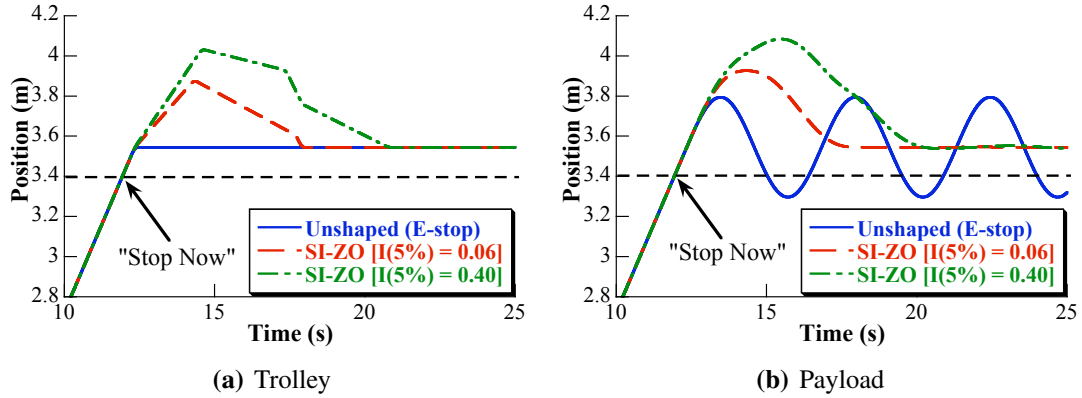 4.2
4
3.8
3.6
3.4
3.2
3
2.8
Position (m)
"Stop Now"
Unshaped (E-stop)
SI-ZO [I(5%) = 0.06]
SI-ZO [I(5%) = 0.40]
10 15 20 25
Time (s)
(a) Trolley
4.2
4
3.8
3.6
3.4
3.2
3
2.8
Position (m)
"Stop Now"
Unshaped (E-stop)
SI-ZO [I(5%) = 0.06]
SI-ZO [I(5%) = 0.40]
10 15 20 25
Time (s)
(b) Payload